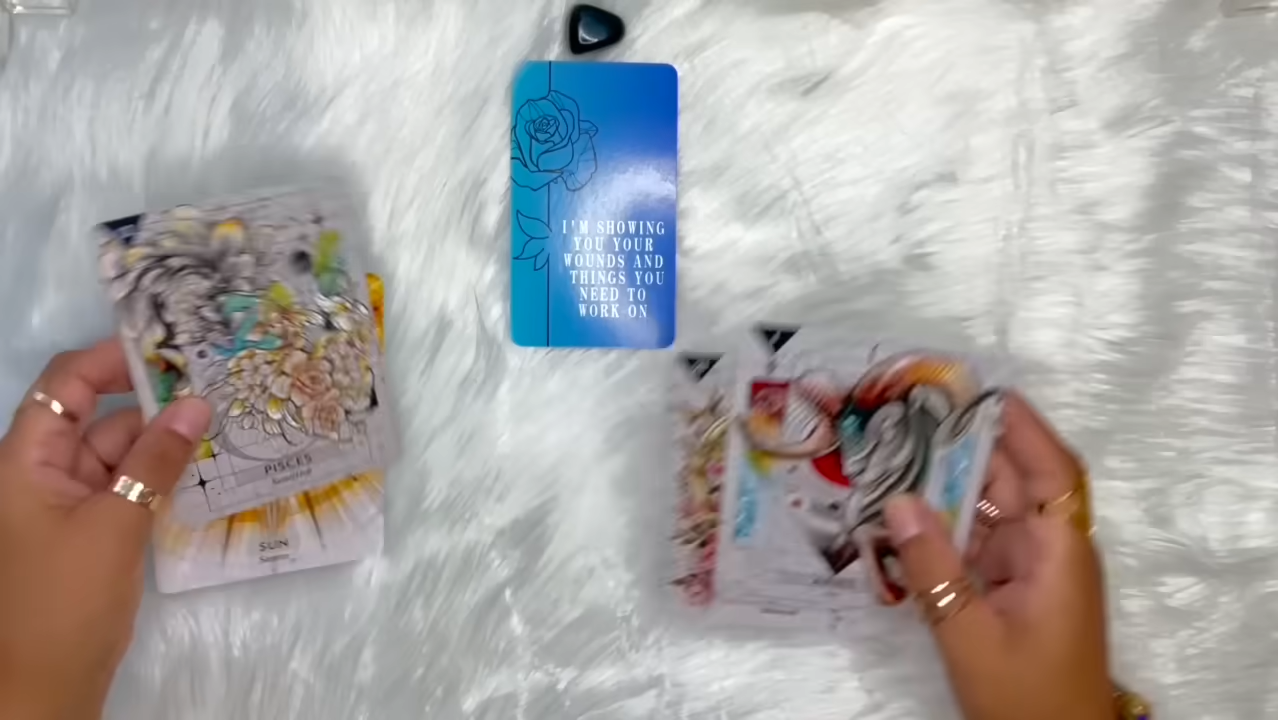 I'M SHOWING
YOU YOUR
WOUNDS AND
THINGS YOU
NEED TO
WORK ON
PISCES
SUN